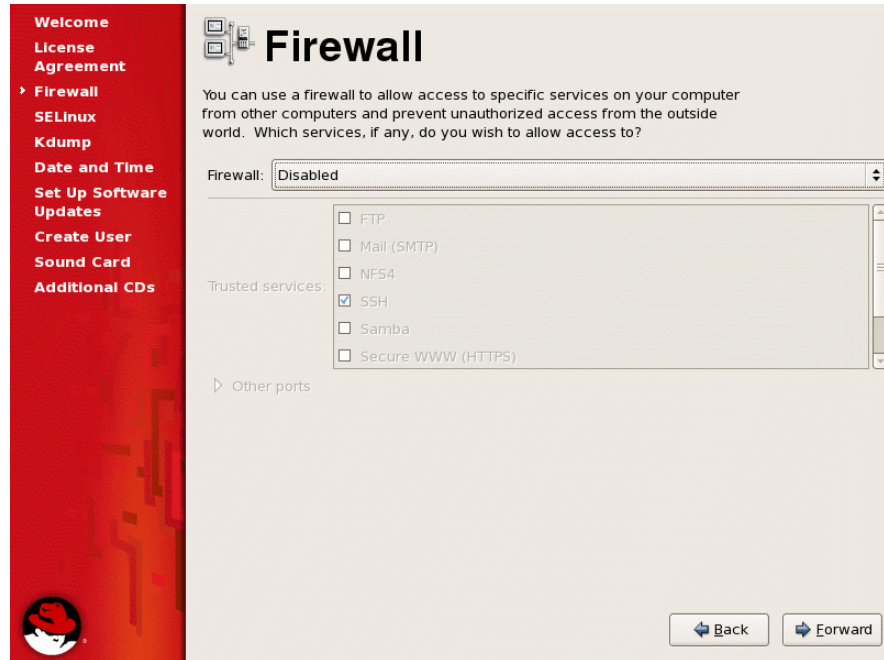 Welcome
License
Agreement
Firewall
SELinux
Kdump
Date and Time
Set Up Software
Updates
Create User
Sound Card
Additional CDs
Firewall
You can use a firewall to allow access to specific services on your computer
from other computers and prevent unauthorized access from the outside
world. Which services, if any, do you wish to allow access to?
Firewall: Disabled
Trusted services:
FTP
Mail (SMTP)
NFS4
SSH
Samba
Secure WWW (HTTPS)
Other ports
Back
Forward